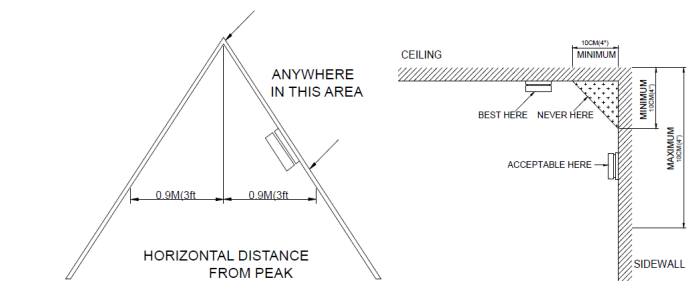 ANYWHERE
IN THIS AREA
0.9M(3ft
0.9M(3ft
HORIZONTAL DISTANCE
FROM PEAK
10CM(4")
MINIMUM
CEILING
BEST HERE
NEVER HERE
MINIMUM
10CM(4")
ACCEPTABLE HERE
MAXIMUM
10CM(4")
SIDEWALL